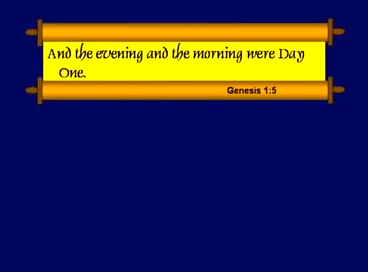 And the evening and the morning were Day
One.
Genesis 1:5